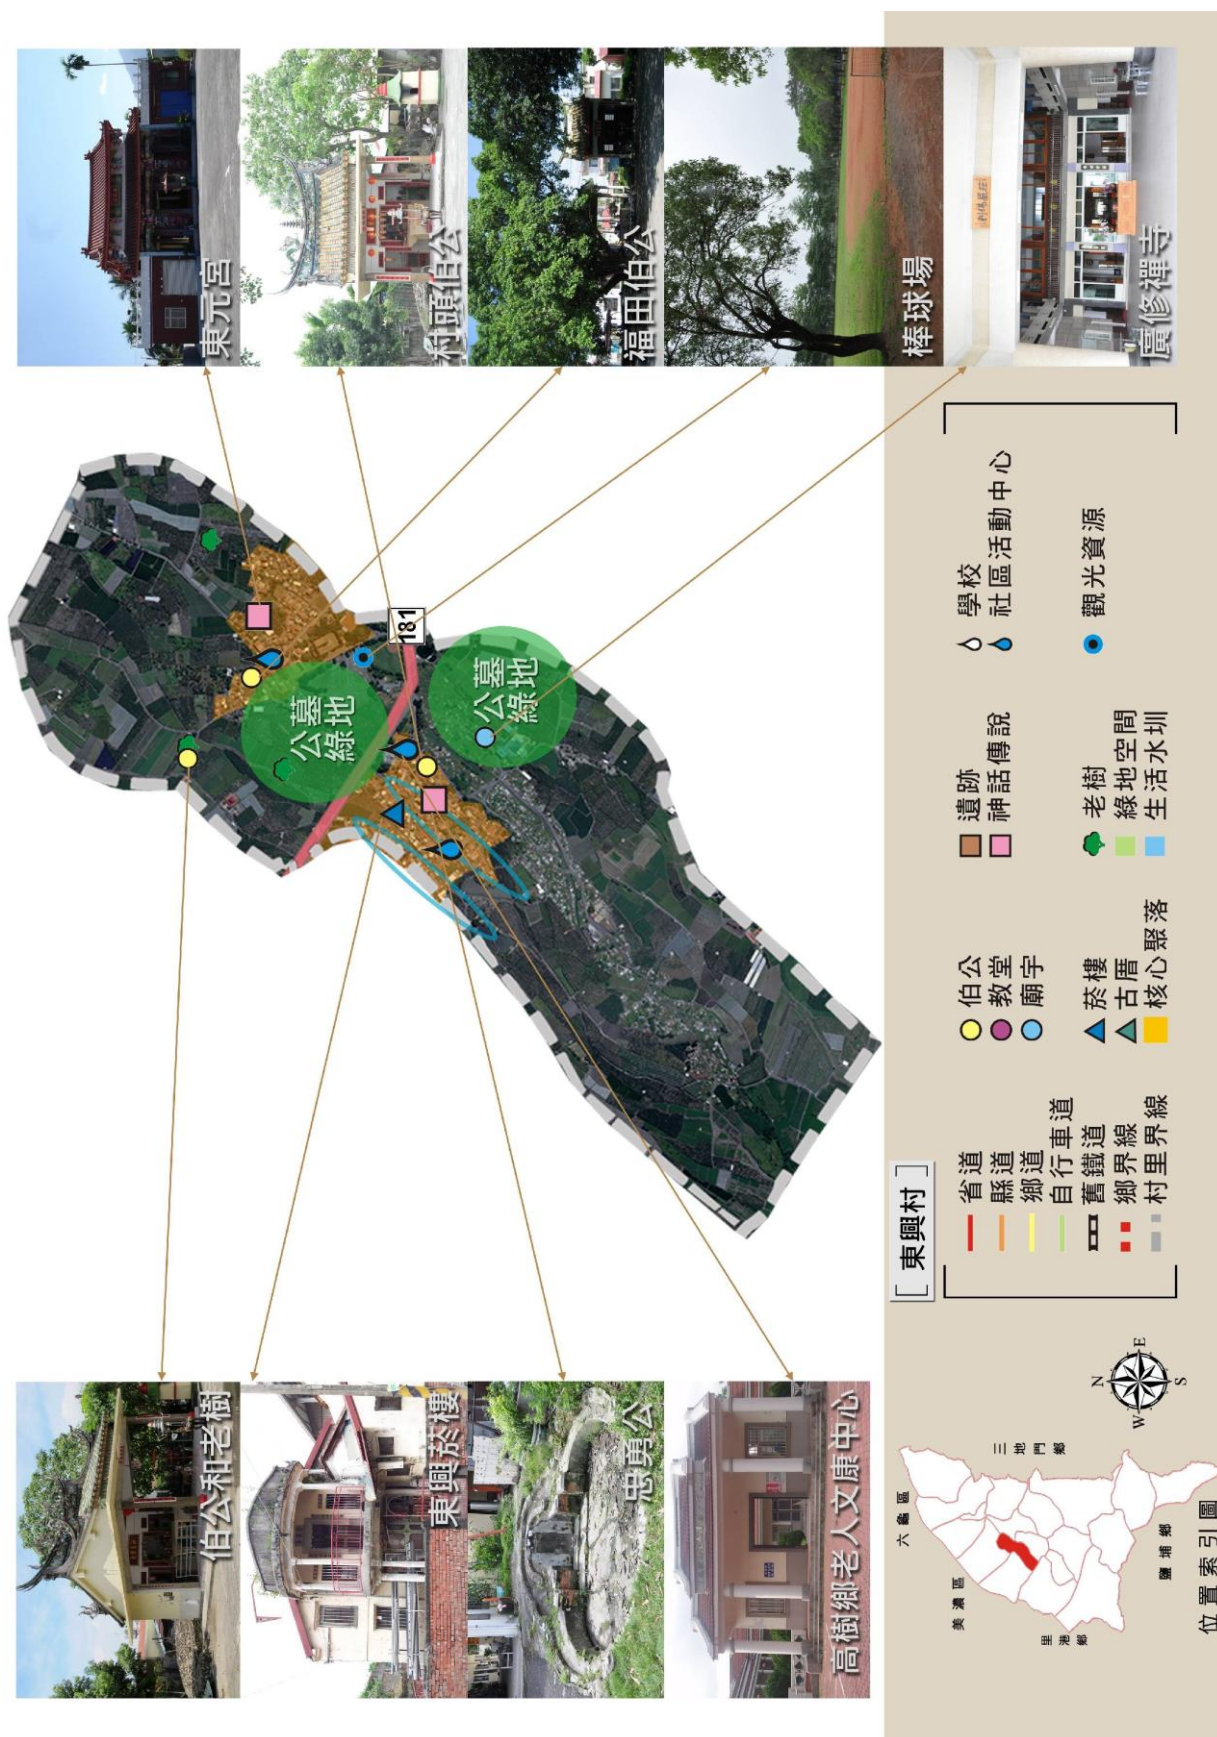 伯公和老樹
東興菸樓
忠勇公
高樹鄉老人文康中心
東元宮
村頭伯公
福田伯公
棒球場
廣修禪寺
公墓
綠地
181
公墓
綠地
[ 東興村 ]
省道
縣道
鄉道
自行車道
舊鐵道
鄉界線
村里界線
伯公
教堂
廟宇
菸樓
古厝
核心聚落
遺跡
神話傳說
老樹
綠地空間
生活水圳
學校
社區活動中心
觀光資源
N
W
E
S
六龜區
美濃區
三地門鄉
里港鄉
鹽埔鄉
位置索引圖